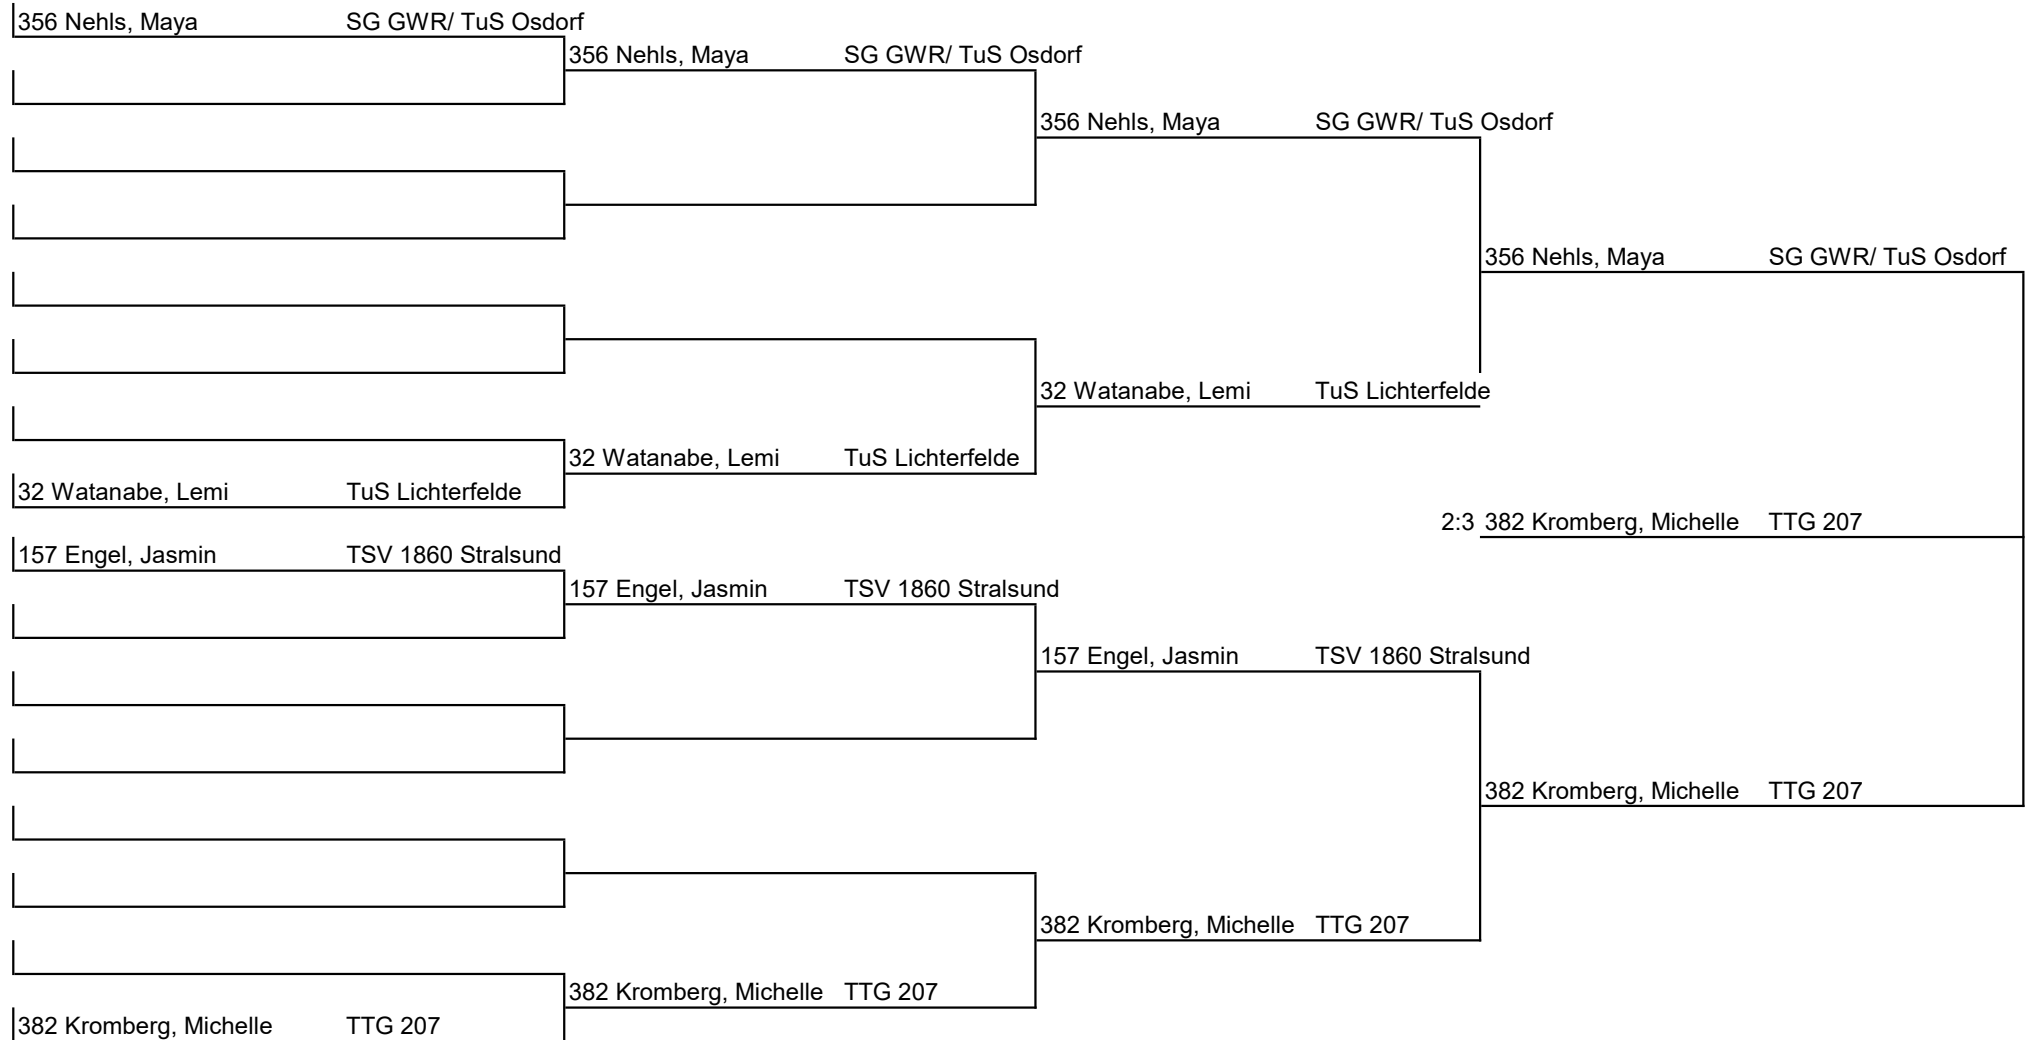 356 Nehls, Maya SG GWR/ TuS Osdorf
356 Nehls, Maya SG GWR/ TuS Osdorf
356 Nehls, Maya SG GWR/ TuS Osdorf
356 Nehls, Maya SG GWR/ TuS Osdorf
32 Watanabe, Lemi TuS Lichterfelde
32 Watanabe, Lemi TuS Lichterfelde
32 Watanabe, Lemi TuS Lichterfelde
2:3 382 Kromberg, Michelle TTG 207
157 Engel, Jasmin TSV 1860 Stralsund
157 Engel, Jasmin TSV 1860 Stralsund
157 Engel, Jasmin TSV 1860 Stralsund
382 Kromberg, Michelle TTG 207
382 Kromberg, Michelle TTG 207
382 Kromberg, Michelle TTG 207
382 Kromberg, Michelle TTG 207